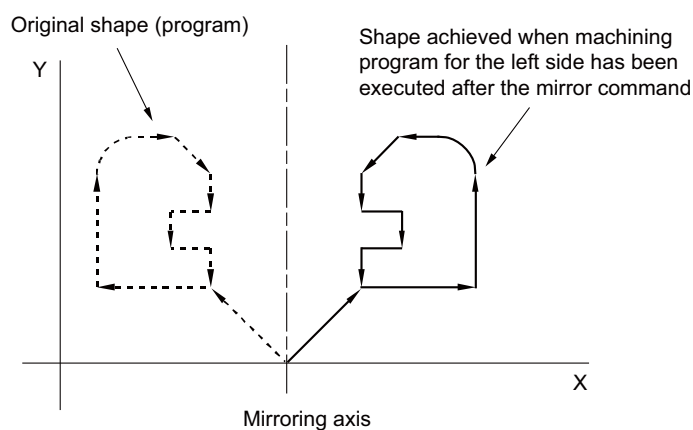 Original shape (program)
Shape achieved when machining
program for the left side has been
executed after the mirror command
Y
X
Mirroring axis